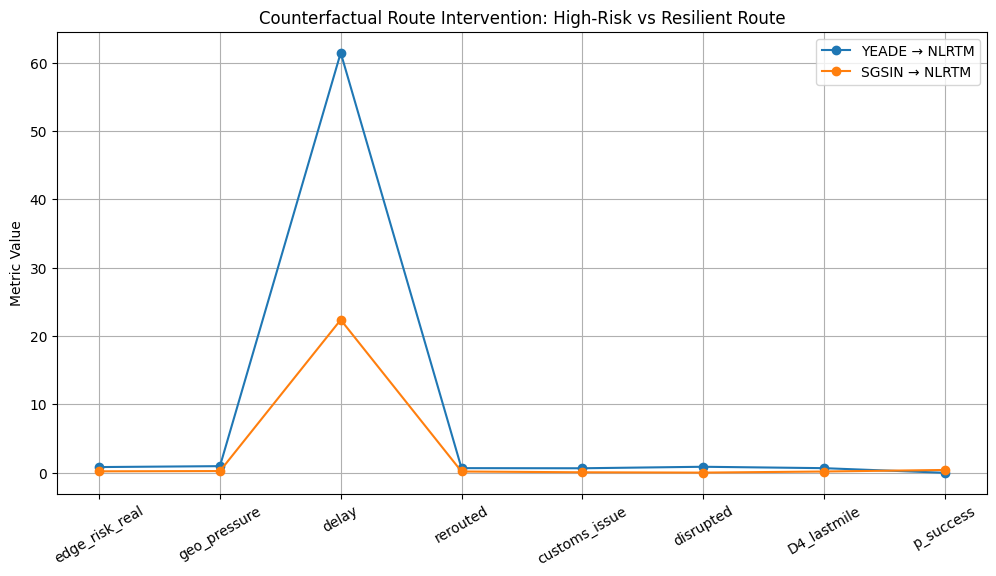 Counterfactual Route Intervention: High-Risk vs Resilient Route
YEADE → NLRTM
SGSIN → NLRTM
Metric Value
60
50
40
30
20
10
0
edge_risk_real
geo_pressure
delay
rerouted
customs_issue
disrupted
D4_lastmile
p_success